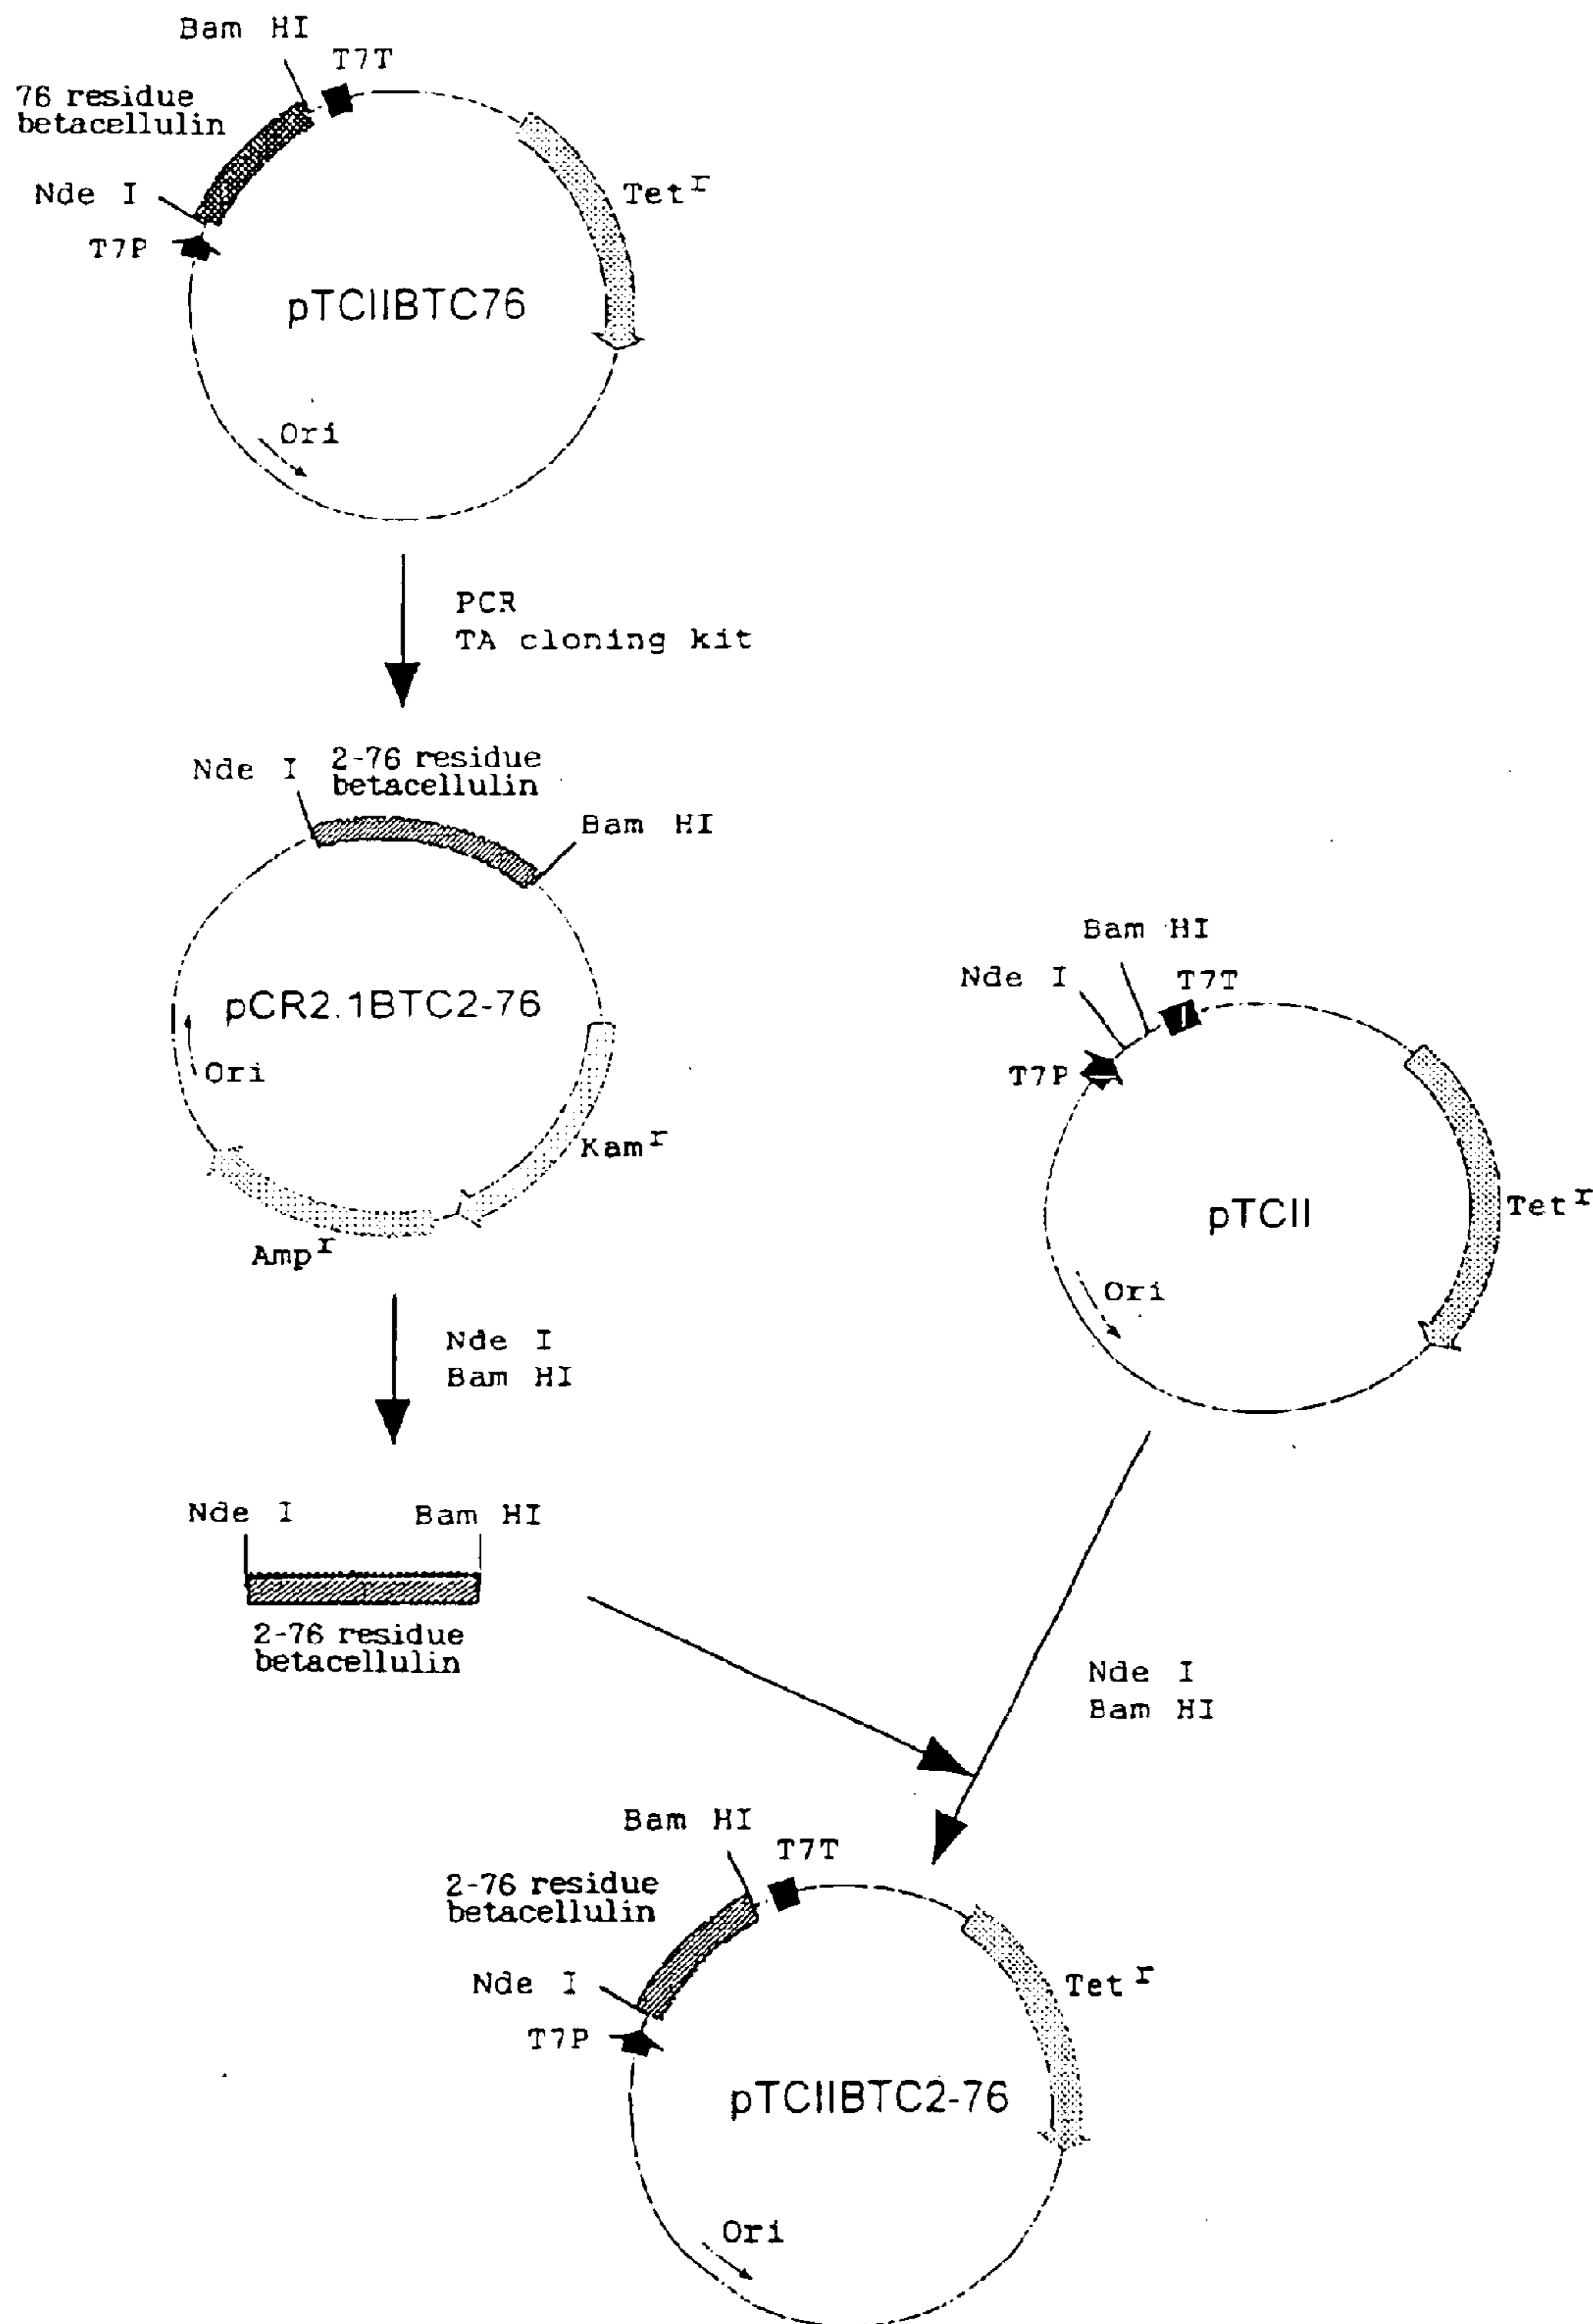 Bam HI
T7T
76 residue
betacellulin
Nde I
T7P
Tet r
pTCIIBTC76
Ori
PCR
TA cloning kit
Nde I
2-76 residue
betacellulin
Bam HI
pCR2.1BTC2-76
Ori
Kam r
Amp r
Bam HI
Nde I
T7T
T7P
pTCII
Tet r
Ori
Nde I
Bam HI
Nde I
Bam HI
2-76 residue
betacellulin
Nde I
Bam HI
Bam HI
T7T
2-76 residue
betacellulin
Nde I
T7P
Tet r
pTCIIBTC2-76
Ori